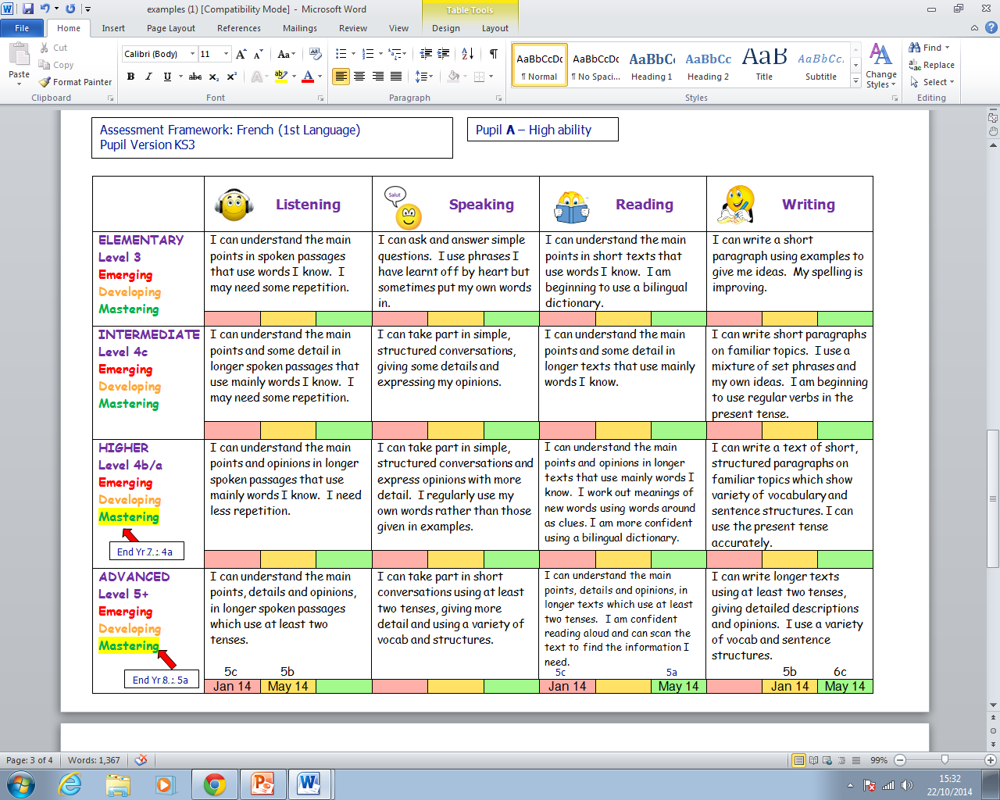 examples (1) [Compatibility Mode] - Microsoft Word
Table Tools
File Home Insert Page Layout References Mailings Review View Design Layout
Paste
Cut
Copy
Format Painter
Clipboard
Calibri (Body) 11
Font
Paragraph
AaBbCcDc AaBbCcDc AaBbCc AaBbCc AaB AaBbCc.
¶ Normal ¶ No Spaci... Heading 1 Heading 2 Title Subtitle
Styles
Change Styles
Find
Replace
Select
Editing
Assessment Framework: French (1st Language)
Pupil Version KS3
Pupil A – High ability
Salut
Listening Speaking Reading Writing
ELEMENTARY
Level 3
Emerging
Developing
Mastering
I can understand the main
points in spoken passages
that use words I know. I
may need some repetition.
I can ask and answer simple
questions. I use phrases I
have learnt off by heart but
sometimes put my own words
in.
I can understand the main
points in short texts that
use words I know. I am
beginning to use a bilingual
dictionary.
I can write a short
paragraph using examples to
give me ideas. My spelling is
improving.
INTERMEDIATE
Level 4c
Emerging
Developing
Mastering
I can understand the main
points and some detail in
longer spoken passages that
use mainly words I know. I
may need some repetition.
I can take part in simple,
structured conversations,
giving some details and
expressing my opinions.
I can understand the main
points and some detail in
longer texts that use mainly
words I know.
I can write short paragraphs
on familiar topics. I use a
mixture of set phrases and
my own ideas. I am beginning
to use regular verbs in the
present tense.
HIGHER
Level 4b/a
Emerging
Developing
Mastering
End Yr 7 : 4a
I can understand the main
points and opinions in longer
spoken passages that use
mainly words I know. I need
less repetition.
I can take part in simple,
structured conversations and
express opinions with more
detail. I regularly use my
own words rather than those
given in examples.
I can understand the main
points and opinions in longer
texts that use mainly words I
know. I work out meanings of
new words using words around
as clues. I am more confident
using a bilingual dictionary.
I can write a text of short,
structured paragraphs on
familiar topics which show
variety of vocabulary and
sentence structures. I can
use the present tense
accurately.
ADVANCED
Level 5+
Emerging
Developing
Mastering
End Yr 8 : 5a
I can understand the main
points, details and opinions,
in longer spoken passages
which use at least two
tenses.
5c 5b
Jan 14 May 14
I can take part in short
conversations using at least
two tenses, giving more
detail and using a variety of
vocab and structures.
I can understand the main
points, details and opinions, in
longer texts which use at least
two tenses. I am confident
reading aloud and can scan the
text to find the information I
need.
5c 5a
Jan 14 May 14
I can write longer texts
using at least two tenses,
giving detailed descriptions
and opinions. I use a variety
of vocab and sentence
structures.
5b 6c
Jan 14 May 14
Page: 3 of 4 Words: 1,367
99%
15:32
22/10/2014